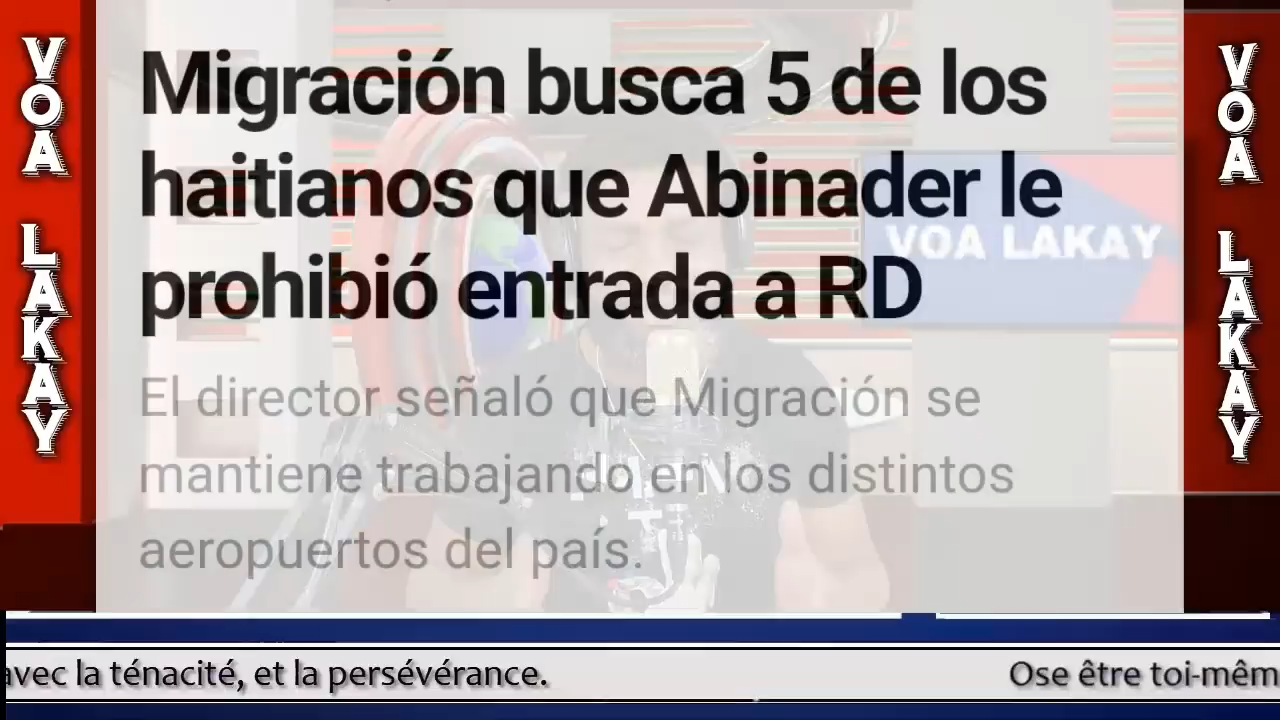 VOA LAKAY
Migración busca 5 de los
haitianos que Abinader le
prohibió entrada a RD
VOA LAKAY
El director señaló que Migración se
mantiene trabajando en los distintos
aeropuertos del país.
VOA LAKAY
avec la ténacité, et la persévérance.
Ose être toi-mêm